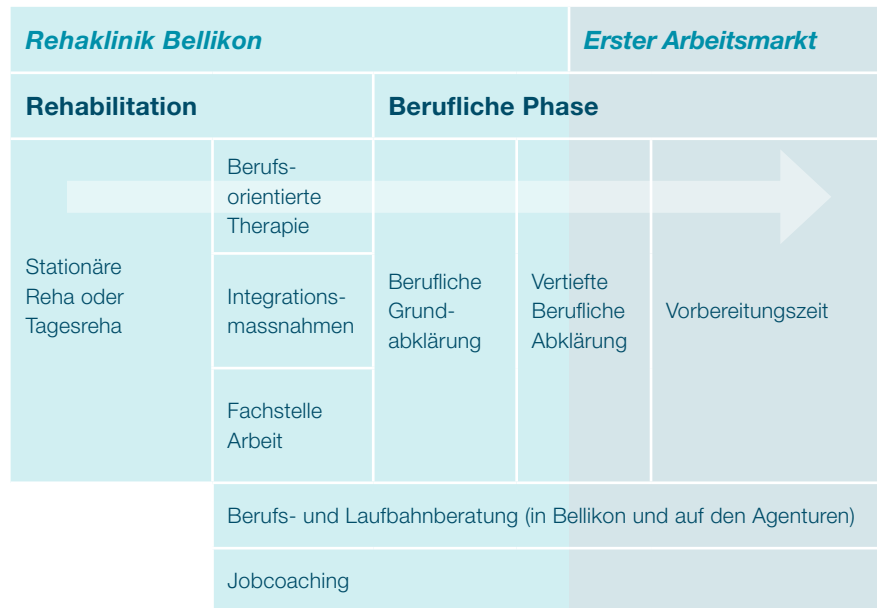 Rehaklinik Bellikon
Erster Arbeitsmarkt
Rehabilitation
Berufliche Phase
Stationäre
Reha oder
Tagesreha
Berufs-
orientierte
Therapie
Integrations-
massnahmen
Fachstelle
Arbeit
Berufliche
Grund-
abklärung
Vertiefte
Berufliche
Abklärung
Vorbereitungszeit
Berufs- und Laufbahnberatung (in Bellikon und auf den Agenturen)
Jobcoaching